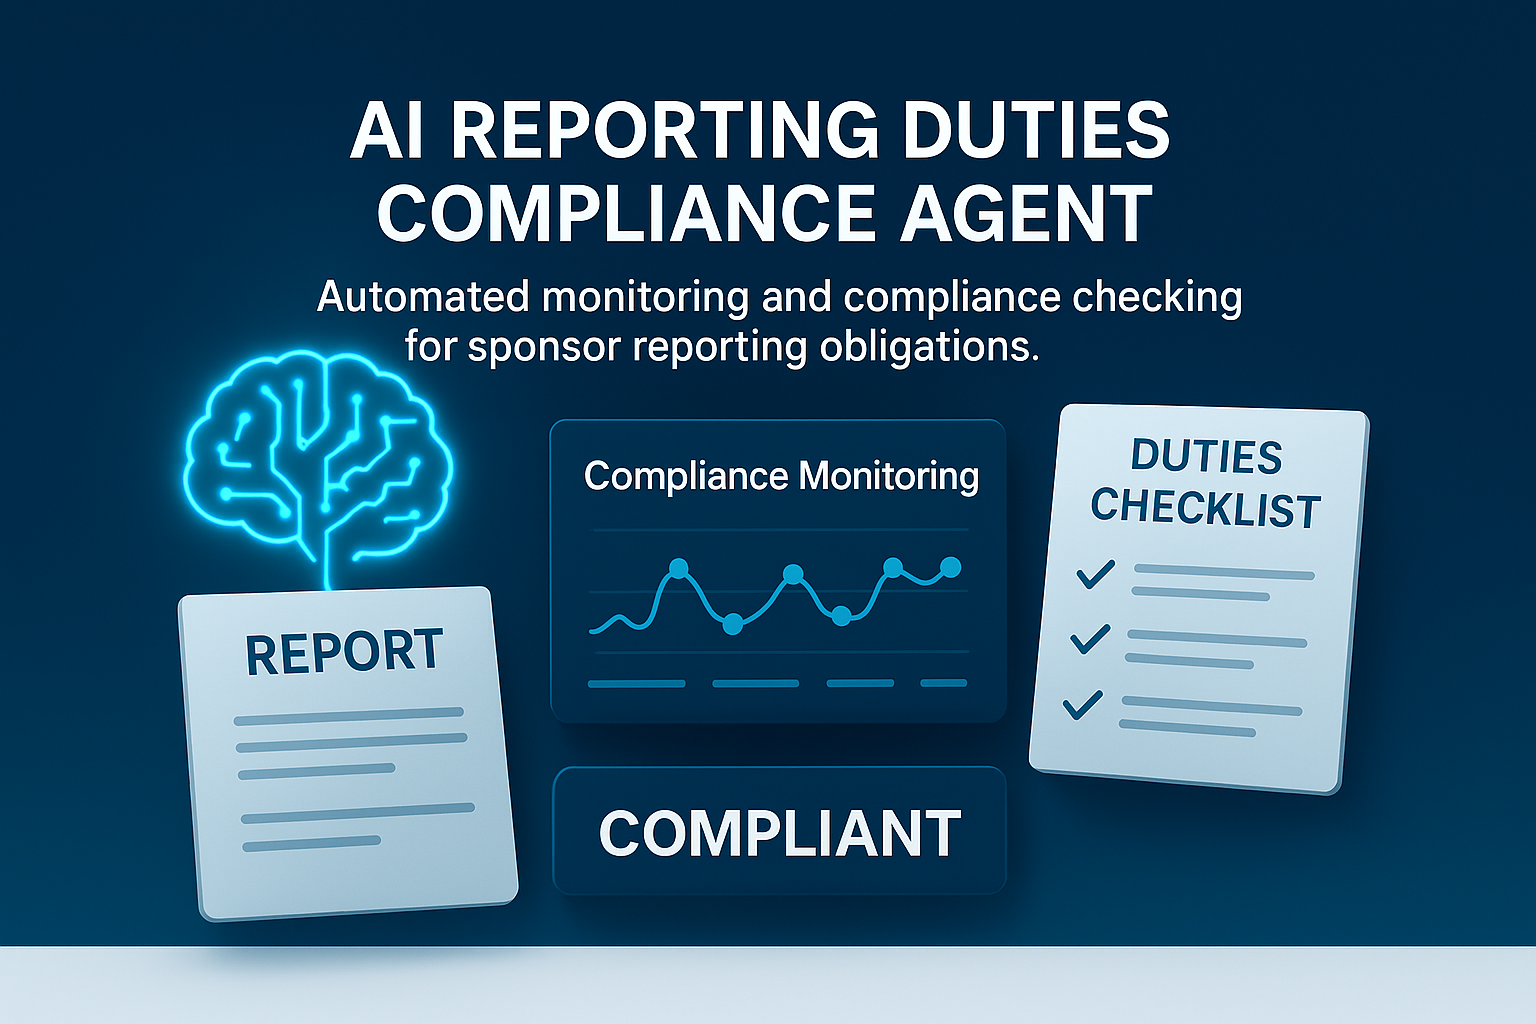 AI REPORTING DUTIES
COMPLIANCE AGENT
Automated monitoring and compliance checking
for sponsor reporting obligations.
REPORT
Compliance Monitoring
COMPLIANT
DUTIES
CHECKLIST